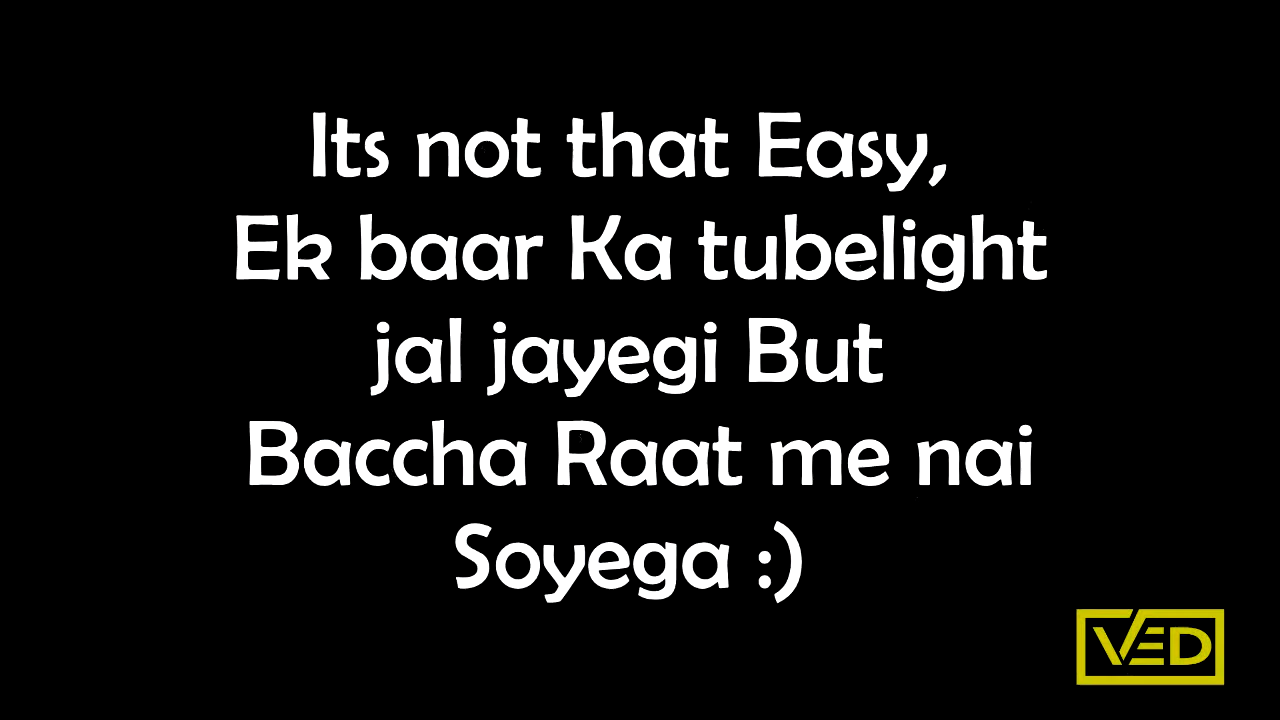 Its not that Easy,
Ek baar Ka tubelight
jal jayegi But
Baccha Raat me nai
Soyega :)
VED